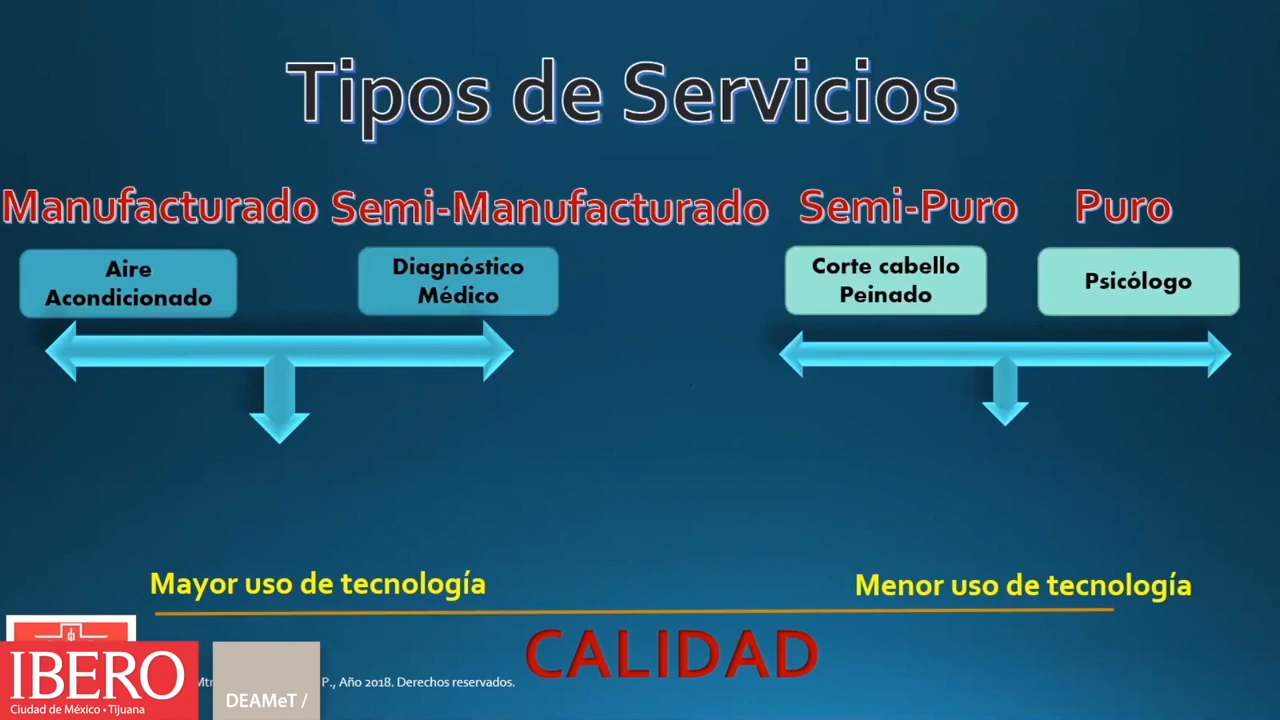 Tipos de Servicios
Manufacturado Semi-Manufacturado Semi-Puro Puro
Aire
Acondicionado
Diagnóstico
Médico
Corte cabello
Peinado
Psicólogo
Mayor uso de tecnología
Menor uso de tecnología
CALIDAD
P., Año 2018. Derechos reservados.
IBERO
Ciudad de México • Tijuana
DEAMeT /